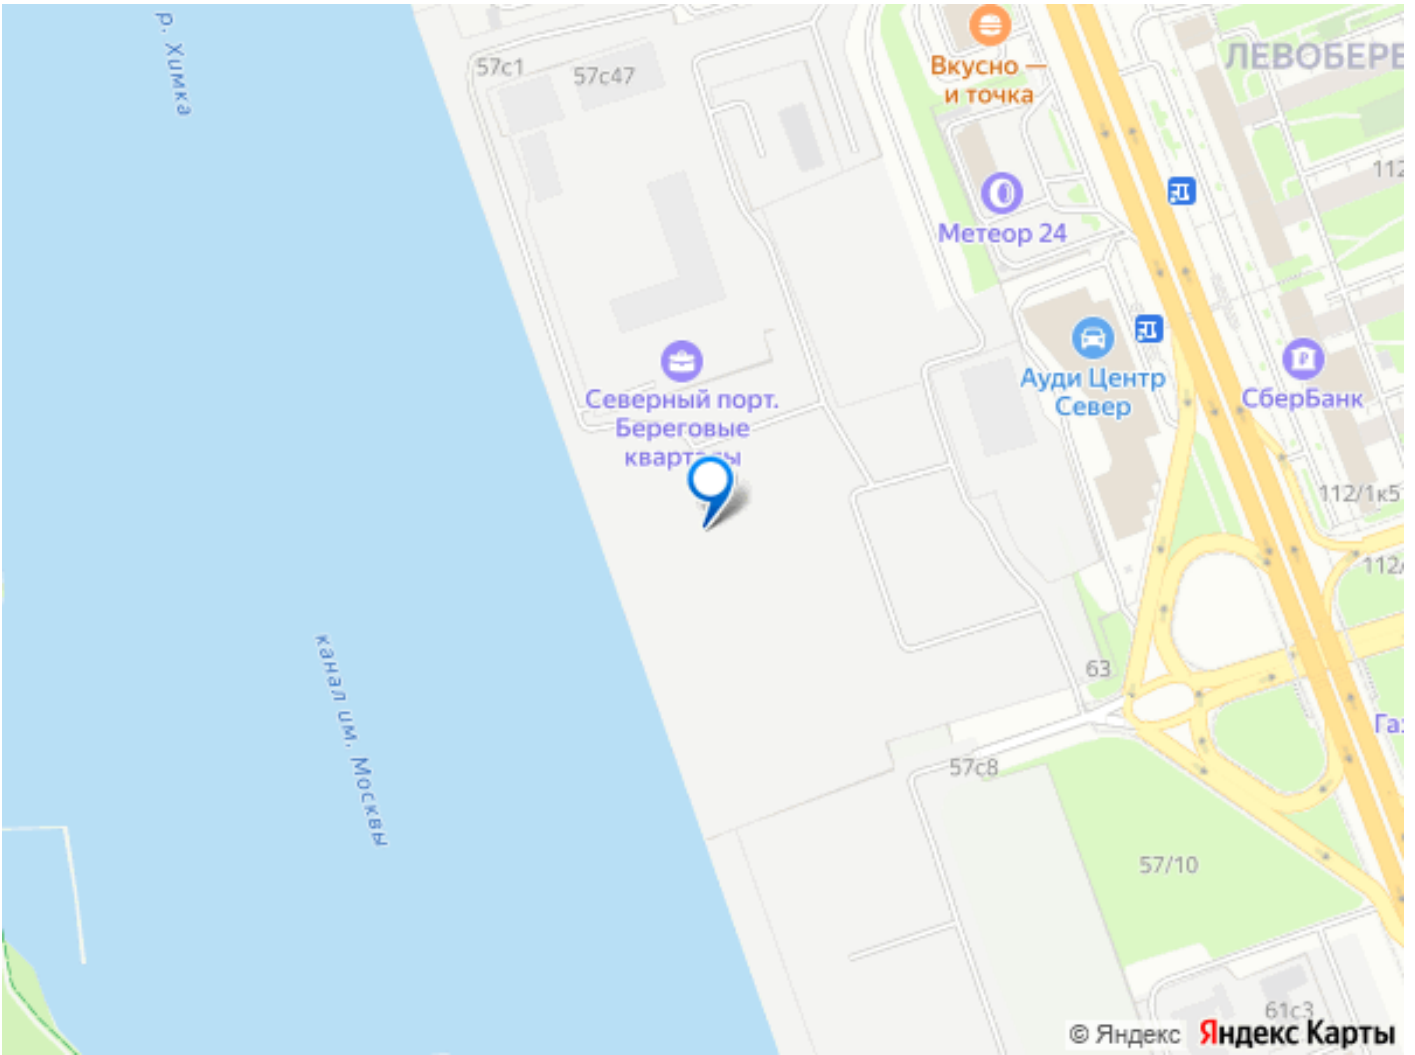 р. Химка
57с1
57с47
Вкусно —
и точка
ЛЕВОБЕРЕ
112
Метеор 24
Ауди Центр
Север
СберБанк
Северный порт.
Береговые
112/1к5
112/
63
канал им. Москвы
Га
57с8
57/10
61с3
© Яндекс Яндекс Карты